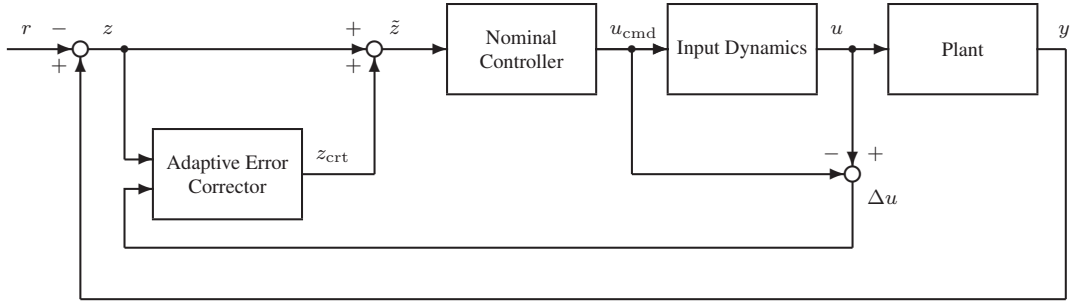 r − z + z̃ u_cmd u y
+
+
Nominal
Controller
Input Dynamics
Plant
Adaptive Error
Corrector
z_crt
− +
Δu